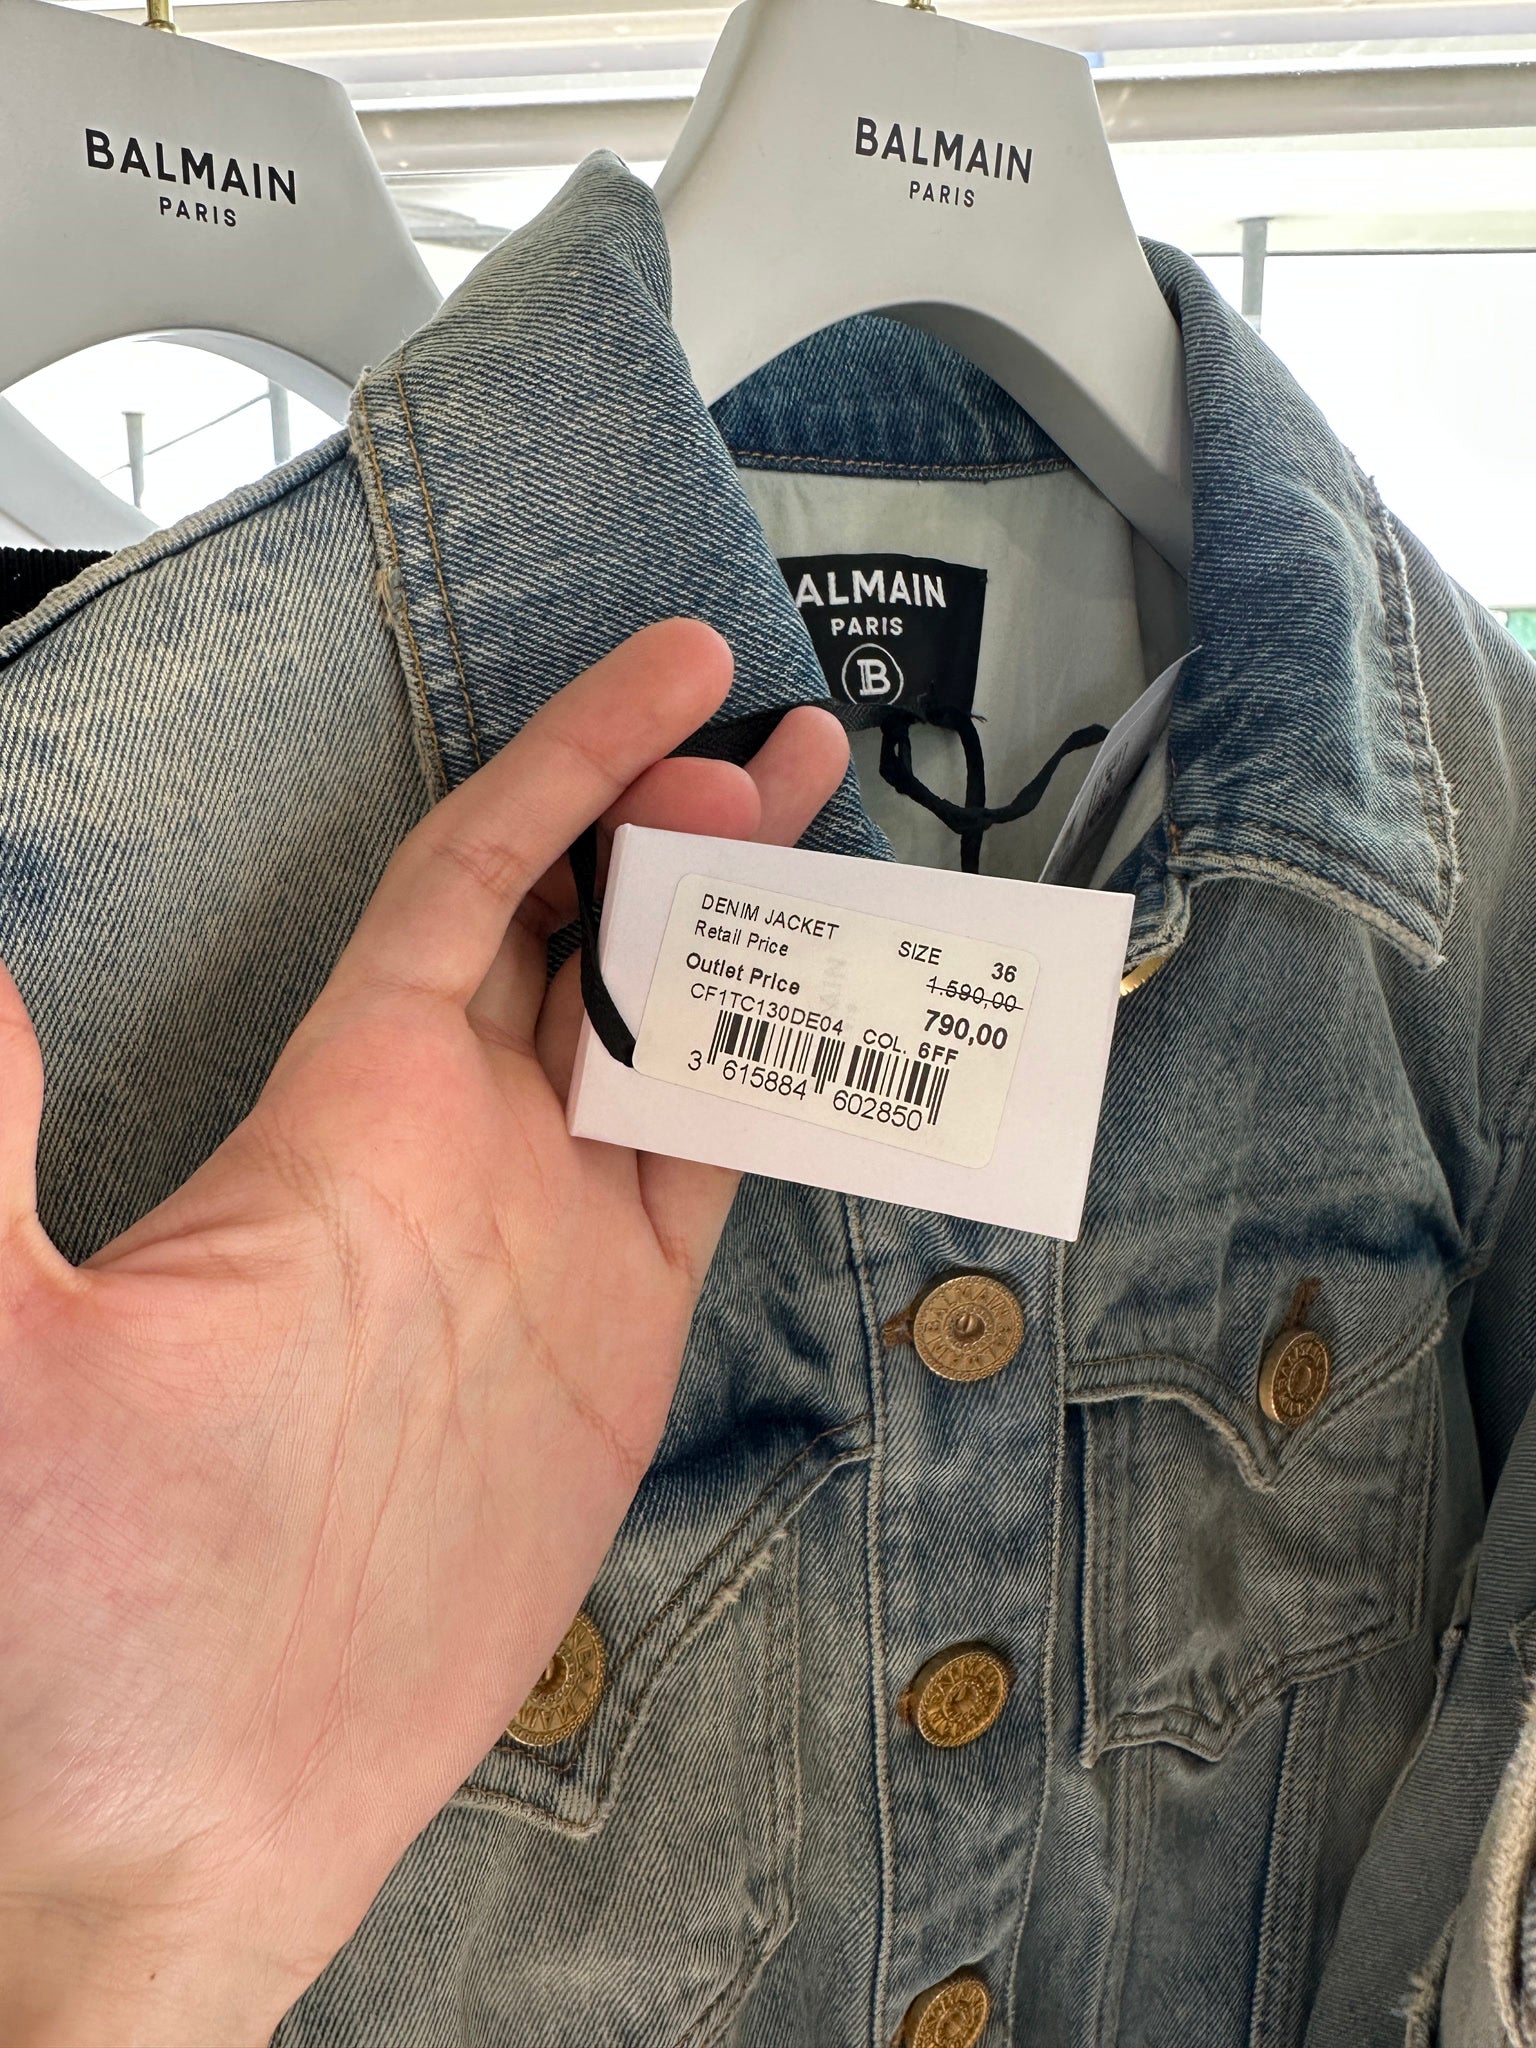 BALMAIN
PARIS
BALMAIN
PARIS
ALMAIN
PARIS
B
DENIM JACKET SIZE 36
Retail Price 1.590,00
Outlet Price 790,00
CF1TC130DE04 COL. 6FF
3 615884 602850